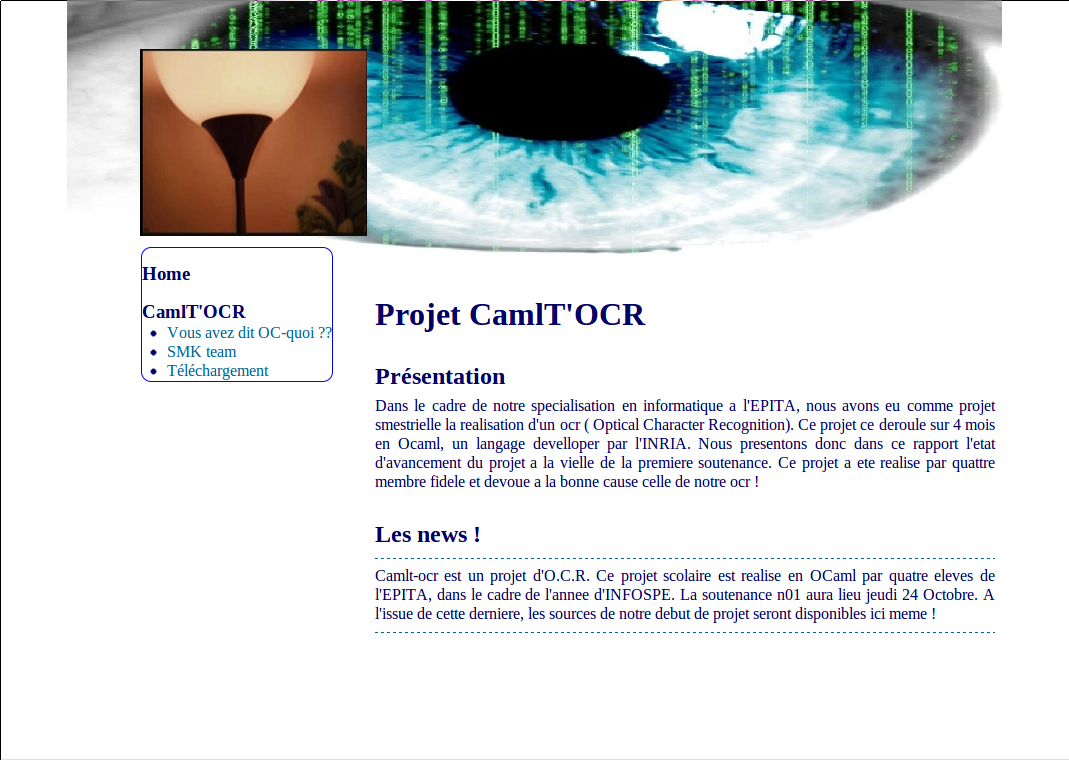 Home
CamlT'OCR
Vous avez dit OC-quoi ??
SMK team
Téléchargement
Projet CamlT'OCR
Présentation
Dans le cadre de notre specialisation en informatique a l'EPITA, nous avons eu comme projet
smestrielle la realisation d'un ocr ( Optical Character Recognition). Ce projet ce deroule sur 4 mois
en Ocaml, un langage develloper par l'INRIA. Nous presentons donc dans ce rapport l'etat
d'avancement du projet a la vielle de la premiere soutenance. Ce projet a ete realise par quattre
membre fidele et devoue a la bonne cause celle de notre ocr !
Les news !
Camlt-ocr est un projet d'O.C.R. Ce projet scolaire est realise en OCaml par quatre eleves de
l'EPITA, dans le cadre de l'annee d'INFOSPE. La soutenance n01 aura lieu jeudi 24 Octobre. A
l'issue de cette derniere, les sources de notre debut de projet seront disponibles ici meme !